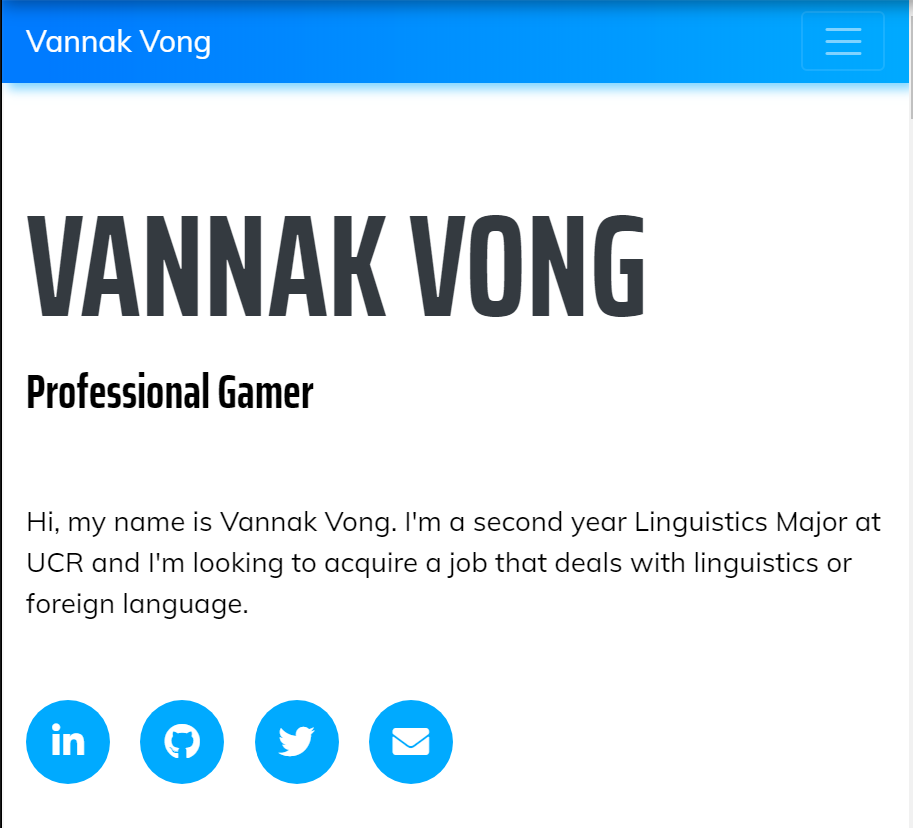 Vannak Vong
VANNAK VONG
Professional Gamer
Hi, my name is Vannak Vong. I'm a second year Linguistics Major at
UCR and I'm looking to acquire a job that deals with linguistics or
foreign language.
in